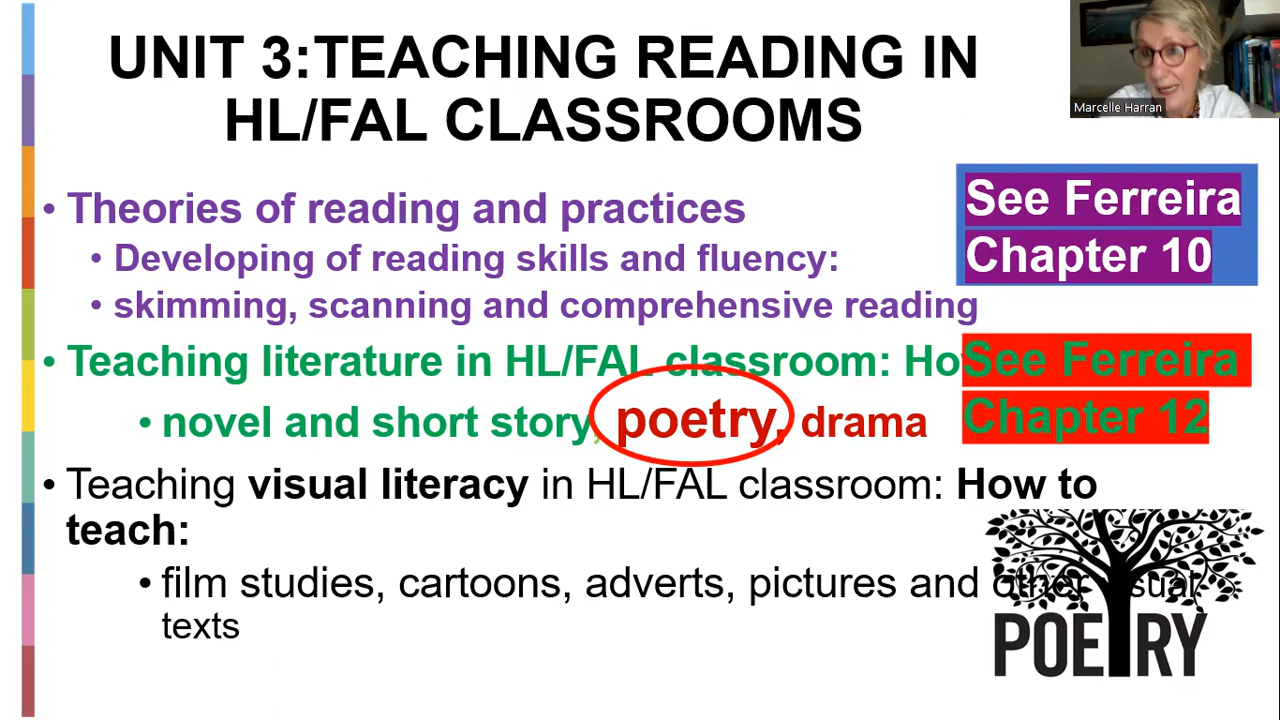 UNIT 3:TEACHING READING IN
HL/FAL CLASSROOMS
Marcelle Harran
• Theories of reading and practices
See Ferreira
Chapter 10
• Developing of reading skills and fluency:
• skimming, scanning and comprehensive reading
• Teaching literature in HL/FAL classroom: How
See Ferreira
Chapter 12
• novel and short story, poetry, drama
• Teaching visual literacy in HL/FAL classroom: How to
teach:
• film studies, cartoons, adverts, pictures and other visual
texts
POETRY